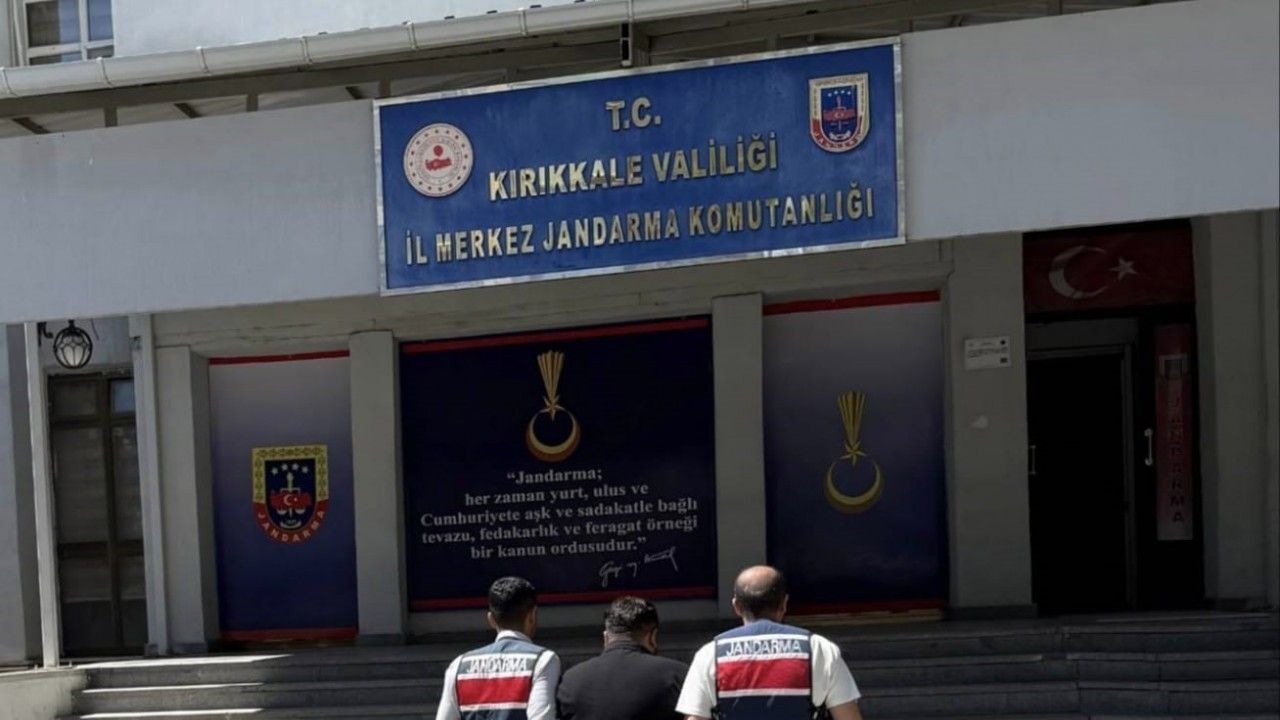 T.C.
KIRIKKALE VALİLİĞİ
İL MERKEZ JANDARMA KOMUTANLIĞI
JANDARMA
“Jandarma;
her zaman yurt, ulus ve
Cumhuriyete aşk ve sadakatle bağlı
tevazu, fedakarlık ve feragat örneği
bir kanun ordusudur.”
JANDARMA
JANDARMA
JANDARMA